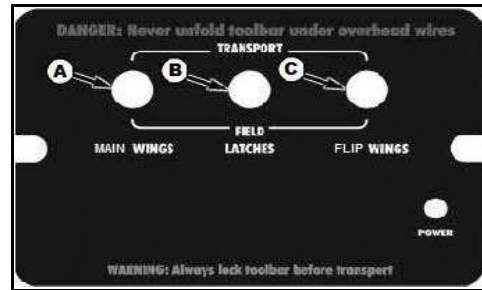 DANGER: Never unfold toolbar under overhead wires
TRANSPORT
A B C
FIELD
MAIN WINGS LATCHES FLIP WINGS
POWER
WARNING: Always lock toolbar before transport